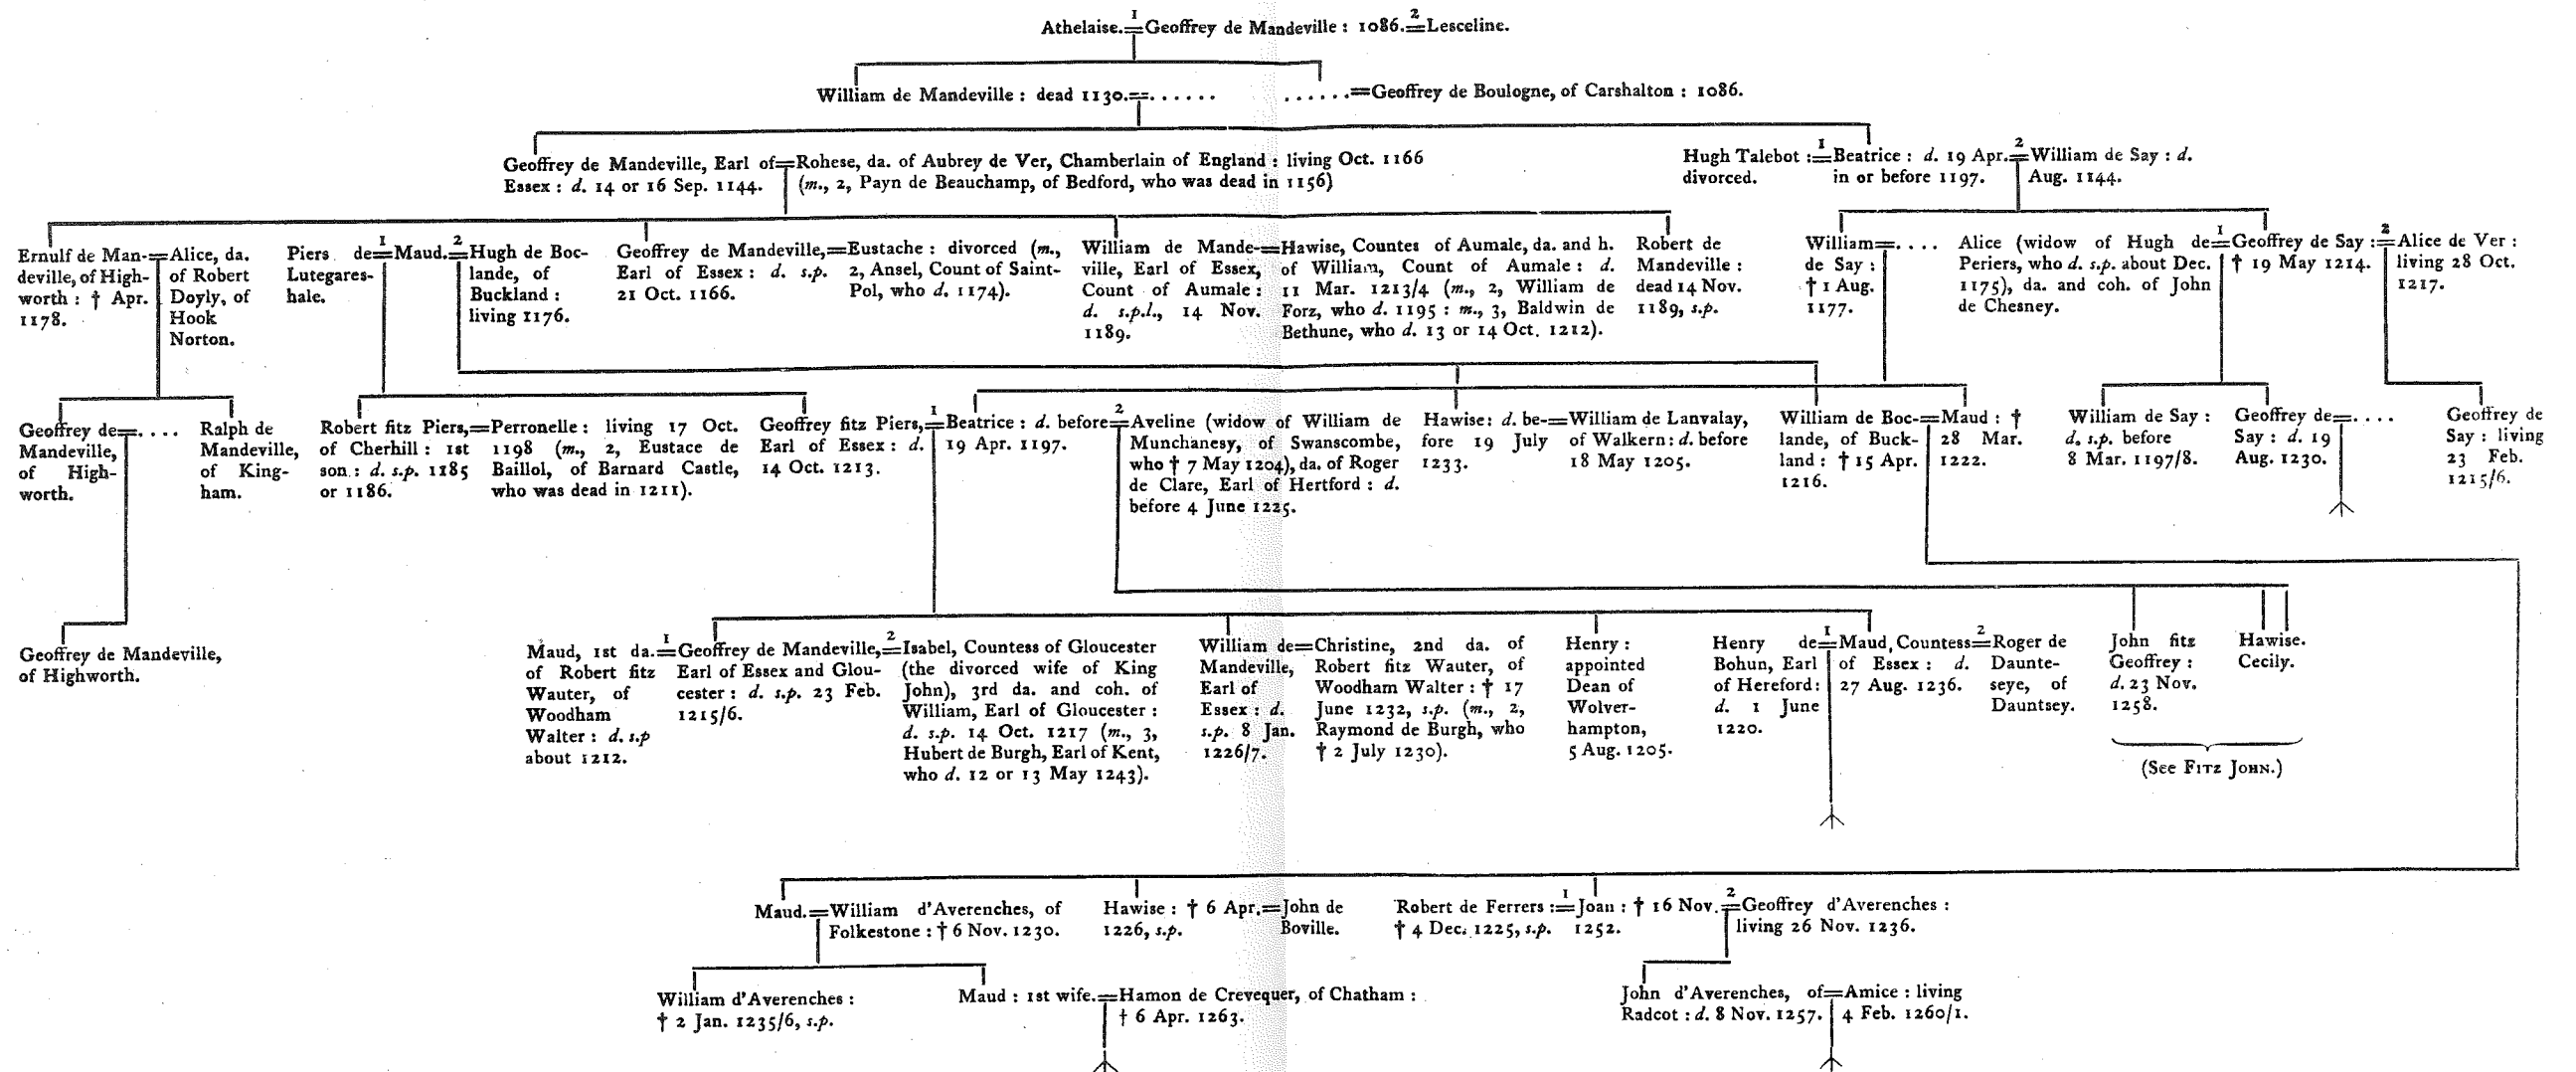 Athelaise.=Geoffrey de Mandeville : 1086.=Lesceline.
1 2
William de Mandeville : dead 1130.=. . . . . .
. . . . . .=Geoffrey de Boulogne, of Carshalton : 1086.
Geoffrey de Mandeville, Earl of=Rohese, da. of Aubrey de Ver, Chamberlain of England : living Oct. 1166
Essex : d. 14 or 16 Sep. 1144. (m., 2, Payn de Beauchamp, of Bedford, who was dead in 1156)
1 2
Hugh Talebot :=Beatrice : d. 19 Apr.=William de Say : d.
divorced. in or before 1197. Aug. 1144.
Ernulf de Man-=Alice, da.
deville, of High- of Robert
worth : † Apr. Doyly, of
1178. Hook
Norton.
1 2
Piers de=Maud.=Hugh de Boc-
Lutegares- lande, of
hale. Buckland :
living 1176.
Geoffrey de Mandeville,=Eustache : divorced (m.,
Earl of Essex : d. s.p. 2, Ansel, Count of Saint-
21 Oct. 1166. Pol, who d. 1174).
William de Mande-=Hawise, Countes of Aumale, da. and h.
ville, Earl of Essex, of William, Count of Aumale : d.
Count of Aumale : 11 Mar. 1213/4 (m., 2, William de
d. s.p.l., 14 Nov. Forz, who d. 1195 : m., 3, Baldwin de
1189. Bethune, who d. 13 or 14 Oct. 1212).
Robert de
Mandeville :
dead 14 Nov.
1189, s.p.
William=. . . .
de Say :
† 1 Aug.
1177.
1 2
Alice (widow of Hugh de=Geoffrey de Say :=Alice de Ver :
Periers, who d. s.p. about Dec. † 19 May 1214. living 28 Oct.
1175), da. and coh. of John 1217.
de Chesney.
Geoffrey de=. . . .
Mandeville,
of High-
worth.
Ralph de
Mandeville,
of King-
ham.
Robert fitz Piers,=Perronelle : living 17 Oct.
of Cherhill : 1st 1198 (m., 2, Eustace de
son : d. s.p. 1185 Baillol, of Barnard Castle,
or 1186. who was dead in 1211).
1 2
Geoffrey fitz Piers,=Beatrice : d. before=Aveline (widow of William de
Earl of Essex : d. 19 Apr. 1197. Munchanesy, of Swanscombe,
14 Oct. 1213. who † 7 May 1204), da. of Roger
de Clare, Earl of Hertford : d.
before 4 June 1225.
Hawise : d. be-=William de Lanvalay,
fore 19 July of Walkern : d. before
1233. 18 May 1205.
William de Boc-=Maud : †
lande, of Buck- 28 Mar.
land : † 15 Apr. 1222.
1216.
William de Say :
d. s.p. before
8 Mar. 1197/8.
Geoffrey de=. . . .
Say : d. 19
Aug. 1230.
Geoffrey de
Say : living
23 Feb.
1215/6.
Geoffrey de Mandeville,
of Highworth.
1 2
Maud, 1st da.=Geoffrey de Mandeville,=Isabel, Countess of Gloucester
of Robert fitz Earl of Essex and Glou- (the divorced wife of King
Wauter, of cester : d. s.p. 23 Feb. John), 3rd da. and coh. of
Woodham 1215/6. William, Earl of Gloucester :
Walter : d. s.p d. s.p. 14 Oct. 1217 (m., 3,
about 1212. Hubert de Burgh, Earl of Kent,
who d. 12 or 13 May 1243).
William de=Christine, 2nd da. of
Mandeville, Robert fitz Wauter, of
Earl of Woodham Walter : † 17
Essex : d. June 1232, s.p. (m., 2,
s.p. 8 Jan. Raymond de Burgh, who
1226/7. † 2 July 1230).
Henry :
appointed
Dean of
Wolver-
hampton,
5 Aug. 1205.
1 2
Henry de=Maud, Countess=Roger de
Bohun, Earl of Essex : d. Daunte-
of Hereford : 27 Aug. 1236. seye, of
d. 1 June Dauntsey.
1220.
John fitz
Geoffrey :
d. 23 Nov.
1258.
Hawise.
Cecily.
(See FITZ JOHN.)
Maud.=William d'Averenches, of
Folkestone : † 6 Nov. 1230.
Hawise : † 6 Apr.=John de
1226, s.p. Boville.
1 2
Robert de Ferrers :=Joan : † 16 Nov.=Geoffrey d'Averenches :
† 4 Dec. 1225, s.p. 1252. living 26 Nov. 1236.
William d'Averenches :
† 2 Jan. 1235/6, s.p.
Maud : 1st wife.=Hamon de Crevequer, of Chatham :
† 6 Apr. 1263.
John d'Averenches, of=Amice : living
Radcot : d. 8 Nov. 1257. 4 Feb. 1260/1.